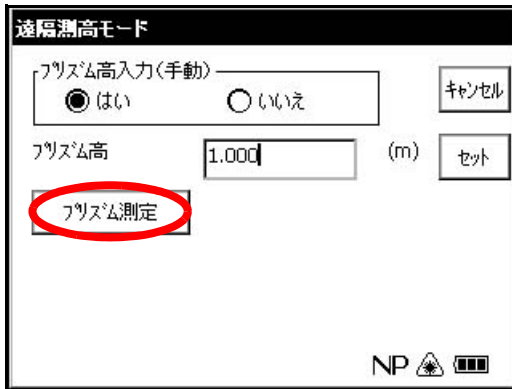 遠隔測高モード
プリズム高入力(手動)
はい いいえ
キャンセル
プリズム高 1.000 (m) セット
プリズム測定
NP